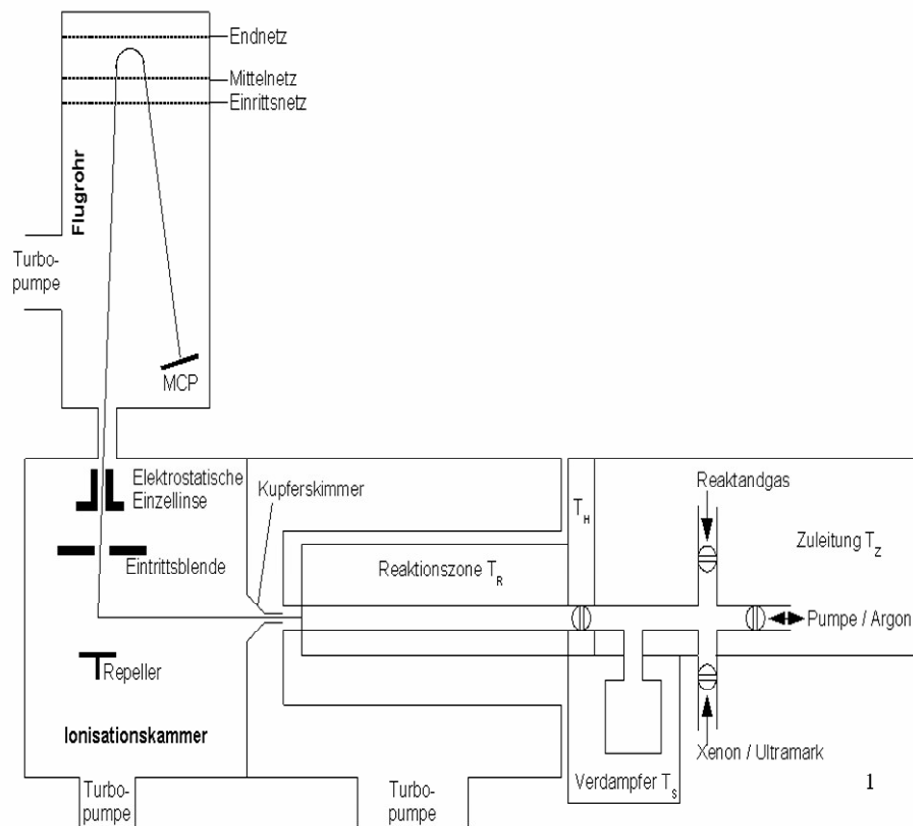 Endnetz
Mittelnetz
Einrittsnetz
Flugrohr
Turbo-
pumpe
MCP
Elektrostatische
Einzellinse
Kupferskimmer
Eintrittsblende
Repeller
Ionisationskammer
Turbo-
pumpe
Turbo-
pumpe
Reaktionszone T_R
T_H
Reaktandgas
Zuleitung T_Z
Pumpe / Argon
Xenon / Ultramark
Verdampfer T_S
1